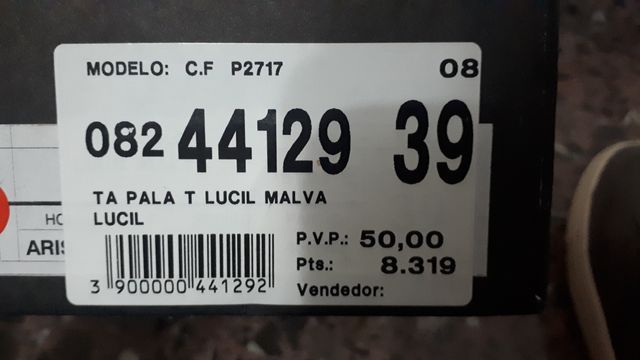 MODELO: C.F P2717 08
082 44129 39
TA PALA T LUCIL MALVA
LUCIL
P.V.P.: 50,00
Pts.: 8.319
3 900000 441292
Vendedor: